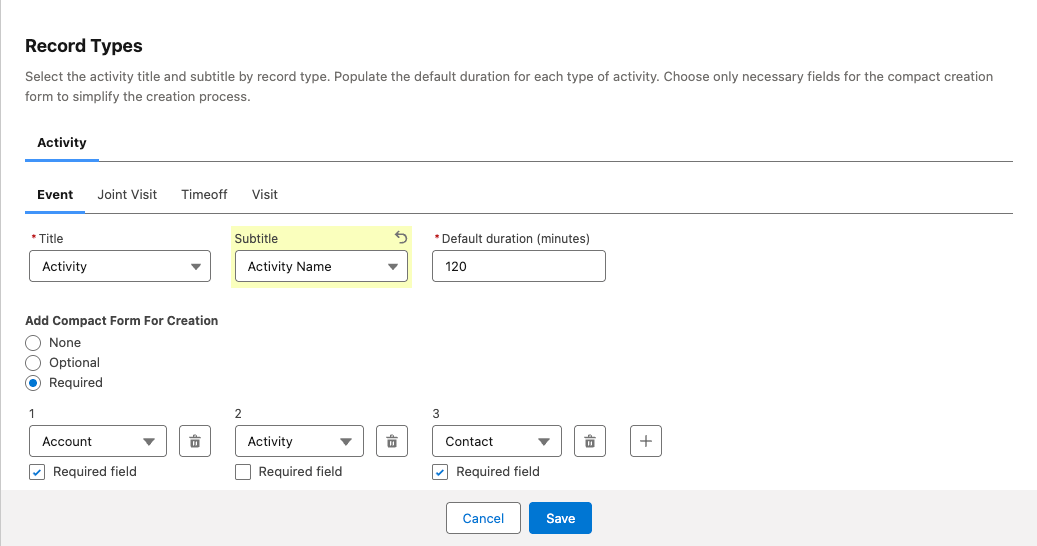 Record Types
Select the activity title and subtitle by record type. Populate the default duration for each type of activity. Choose only necessary fields for the compact creation
form to simplify the creation process.
Activity
Event Joint Visit Timeoff Visit
* Title Subtitle * Default duration (minutes)
Activity Activity Name 120
Add Compact Form For Creation
None
Optional
Required
1 2 3
Account Activity Contact
Required field Required field Required field
Cancel Save